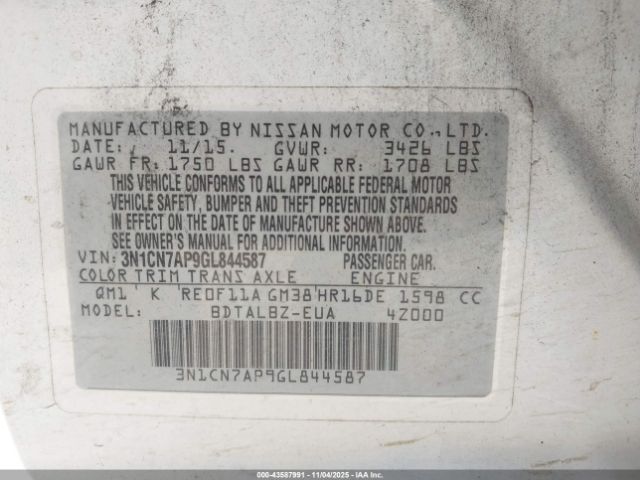 MANUFACTURED BY NISSAN MOTOR CO., LTD.
DATE: 11/15. GVWR: 3426 LBS
GAWR FR: 1750 LBS GAWR RR: 1708 LBS
THIS VEHICLE CONFORMS TO ALL APPLICABLE FEDERAL MOTOR
VEHICLE SAFETY, BUMPER AND THEFT PREVENTION STANDARDS
IN EFFECT ON THE DATE OF MANUFACTURE SHOWN ABOVE.
SEE OWNER'S MANUAL FOR ADDITIONAL INFORMATION
VIN: 3N1CN7AP9GL844587 PASSENGER CAR.
COLOR TRIM TRANS AXLE ENGINE
QM1 K RE0F11A GM38 HR16DE 1598 CC
MODEL: BDTALBZ-EUA 4Z000
3N1CN7AP9GL844587
000-43587991 - 11/04/2025 - IAAI.COM